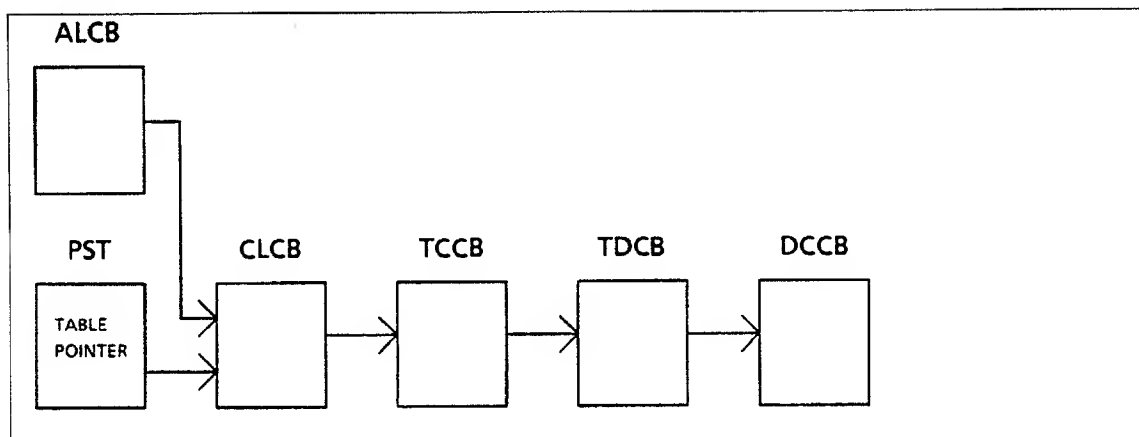 ALCB
PST CLCB TCCB TDCB DCCB
TABLE
POINTER